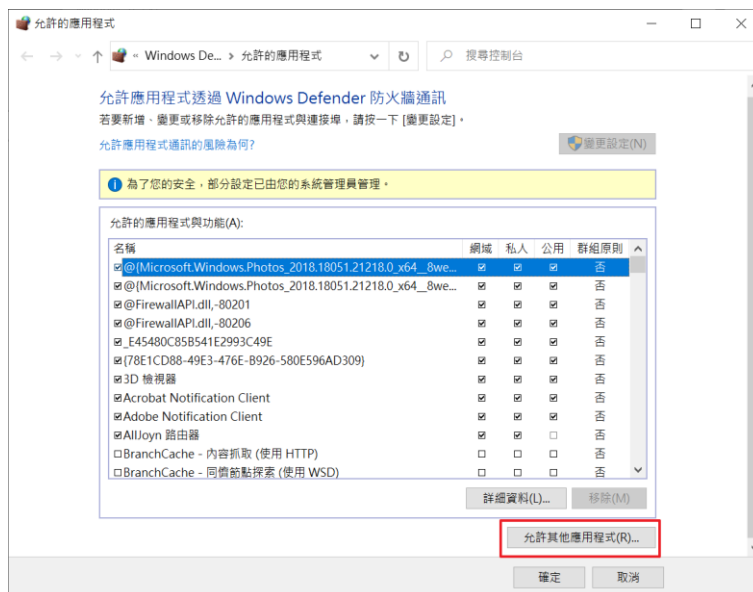 允許的應用程式
« Windows De... › 允許的應用程式
搜尋控制台
允許應用程式透過 Windows Defender 防火牆通訊
若要新增、變更或移除允許的應用程式與連接埠，請按一下 [變更設定]。
允許應用程式通訊的風險為何?
變更設定(N)
為了您的安全，部分設定已由您的系統管理員管理。
允許的應用程式與功能(A):
名稱 網域 私人 公用 群組原則
@{Microsoft.Windows.Photos_2018.18051.21218.0_x64__8we... 否
@{Microsoft.Windows.Photos_2018.18051.21218.0_x64__8we... 否
@FirewallAPI.dll,-80201 否
@FirewallAPI.dll,-80206 否
_E45480C85B541E2993C49E 否
{78E1CD88-49E3-476E-B926-580E596AD309} 否
3D 檢視器 否
Acrobat Notification Client 否
Adobe Notification Client 否
AllJoyn 路由器 否
BranchCache - 內容抓取 (使用 HTTP) 否
BranchCache - 同儕節點探索 (使用 WSD) 否
詳細資料(L)... 移除(M)
允許其他應用程式(R)...
確定 取消